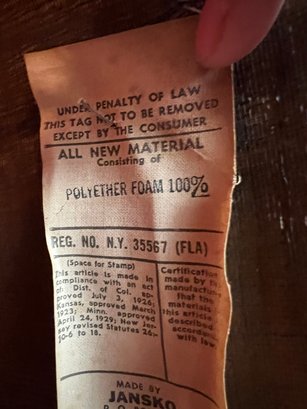 UNDER PENALTY OF LAW
THIS TAG NOT TO BE REMOVED
EXCEPT BY THE CONSUMER
ALL NEW MATERIAL
Consisting of
POLYETHER FOAM 100%
REG. NO. N.Y. 35567 (FLA)
(Space for Stamp)
This article is made in
compliance with an act
of Dist. of Col. ap-
proved July 3, 1926;
Kansas, approved March
1923; Minn. approved
April 24, 1929; New Jer-
sey revised Statutes 26:-
10-6 to 18.
Certification
made by the
manufacturer
that the
materials
this article
described
accordance
with law
MADE BY
JANSKO